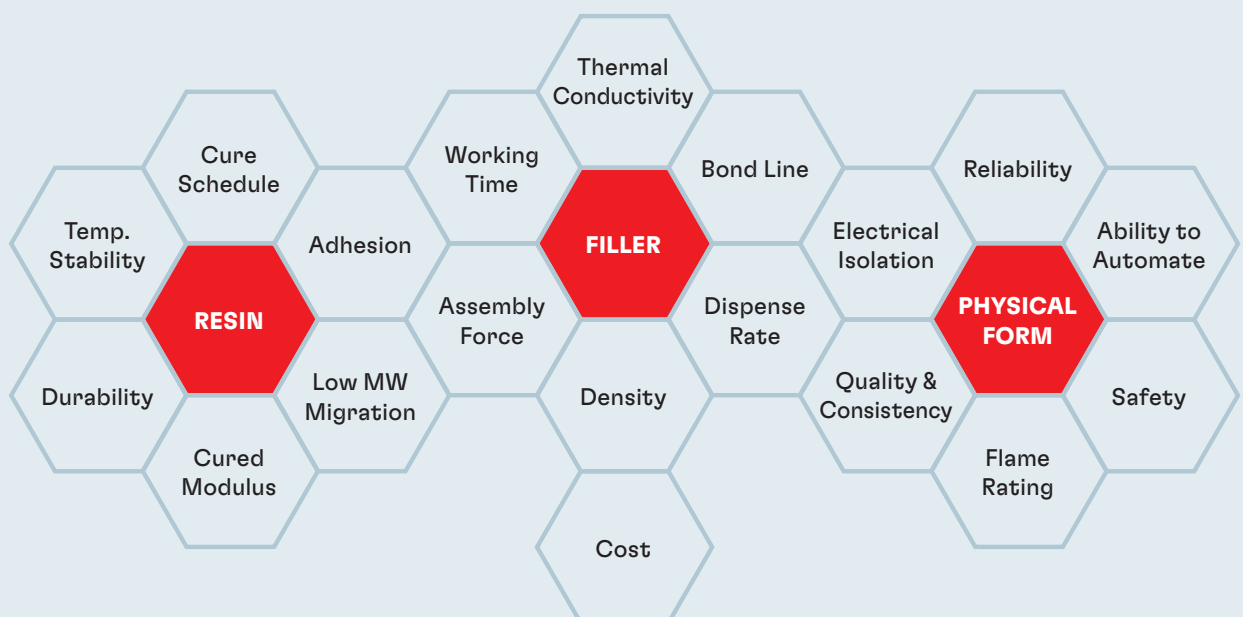 Thermal
Conductivity
Cure
Schedule
Working
Time
Bond Line
Reliability
Temp.
Stability
Adhesion
FILLER
Electrical
Isolation
Ability to
Automate
RESIN
Assembly
Force
Dispense
Rate
PHYSICAL
FORM
Durability
Low MW
Migration
Density
Quality &
Consistency
Safety
Cured
Modulus
Flame
Rating
Cost